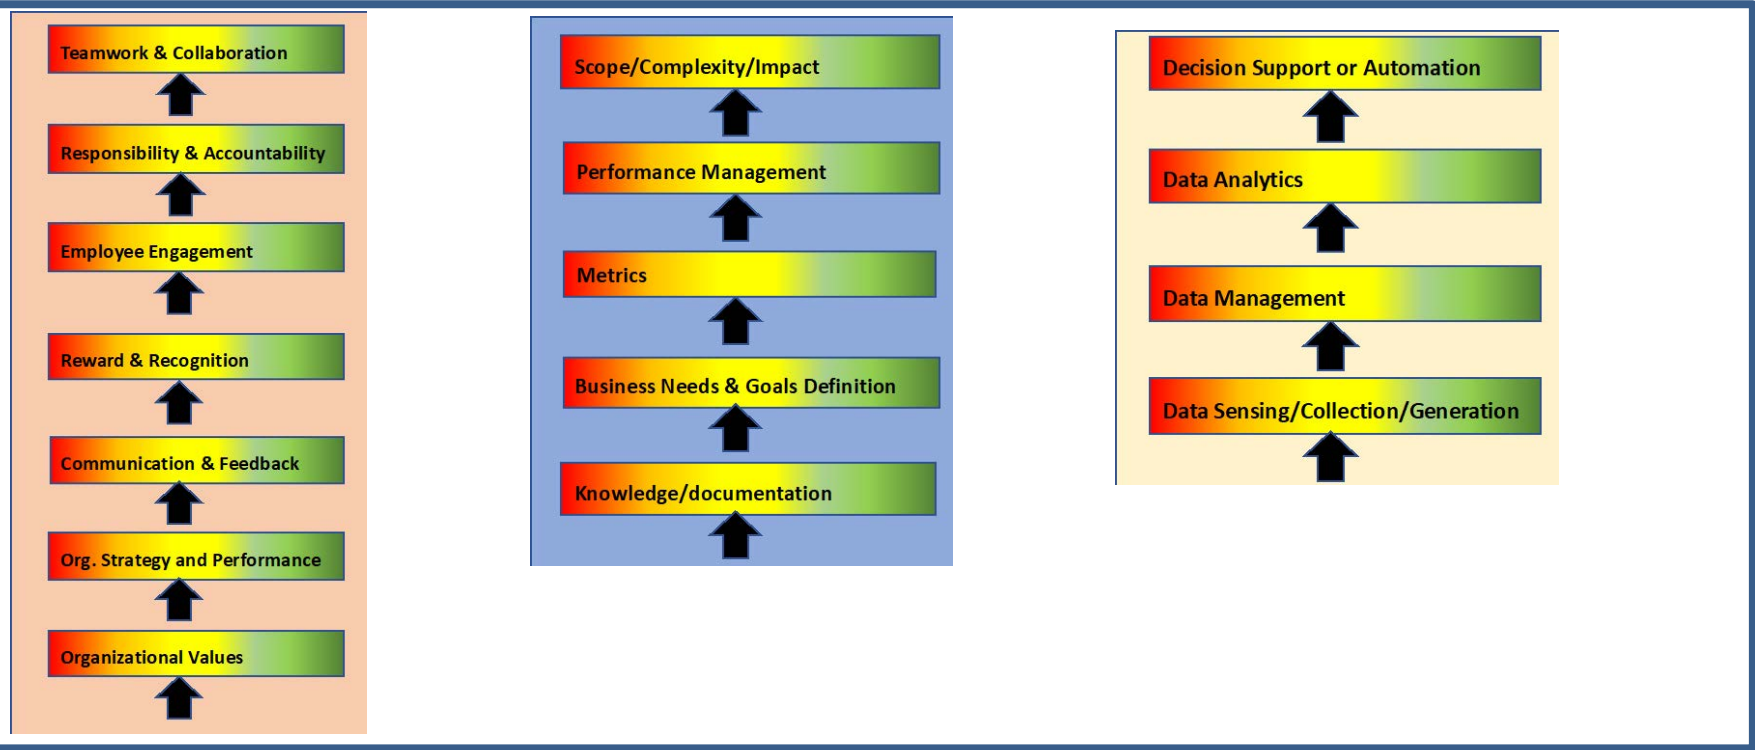 Teamwork & Collaboration
Responsibility & Accountability
Employee Engagement
Reward & Recognition
Communication & Feedback
Org. Strategy and Performance
Organizational Values
Scope/Complexity/Impact
Performance Management
Metrics
Business Needs & Goals Definition
Knowledge/documentation
Decision Support or Automation
Data Analytics
Data Management
Data Sensing/Collection/Generation